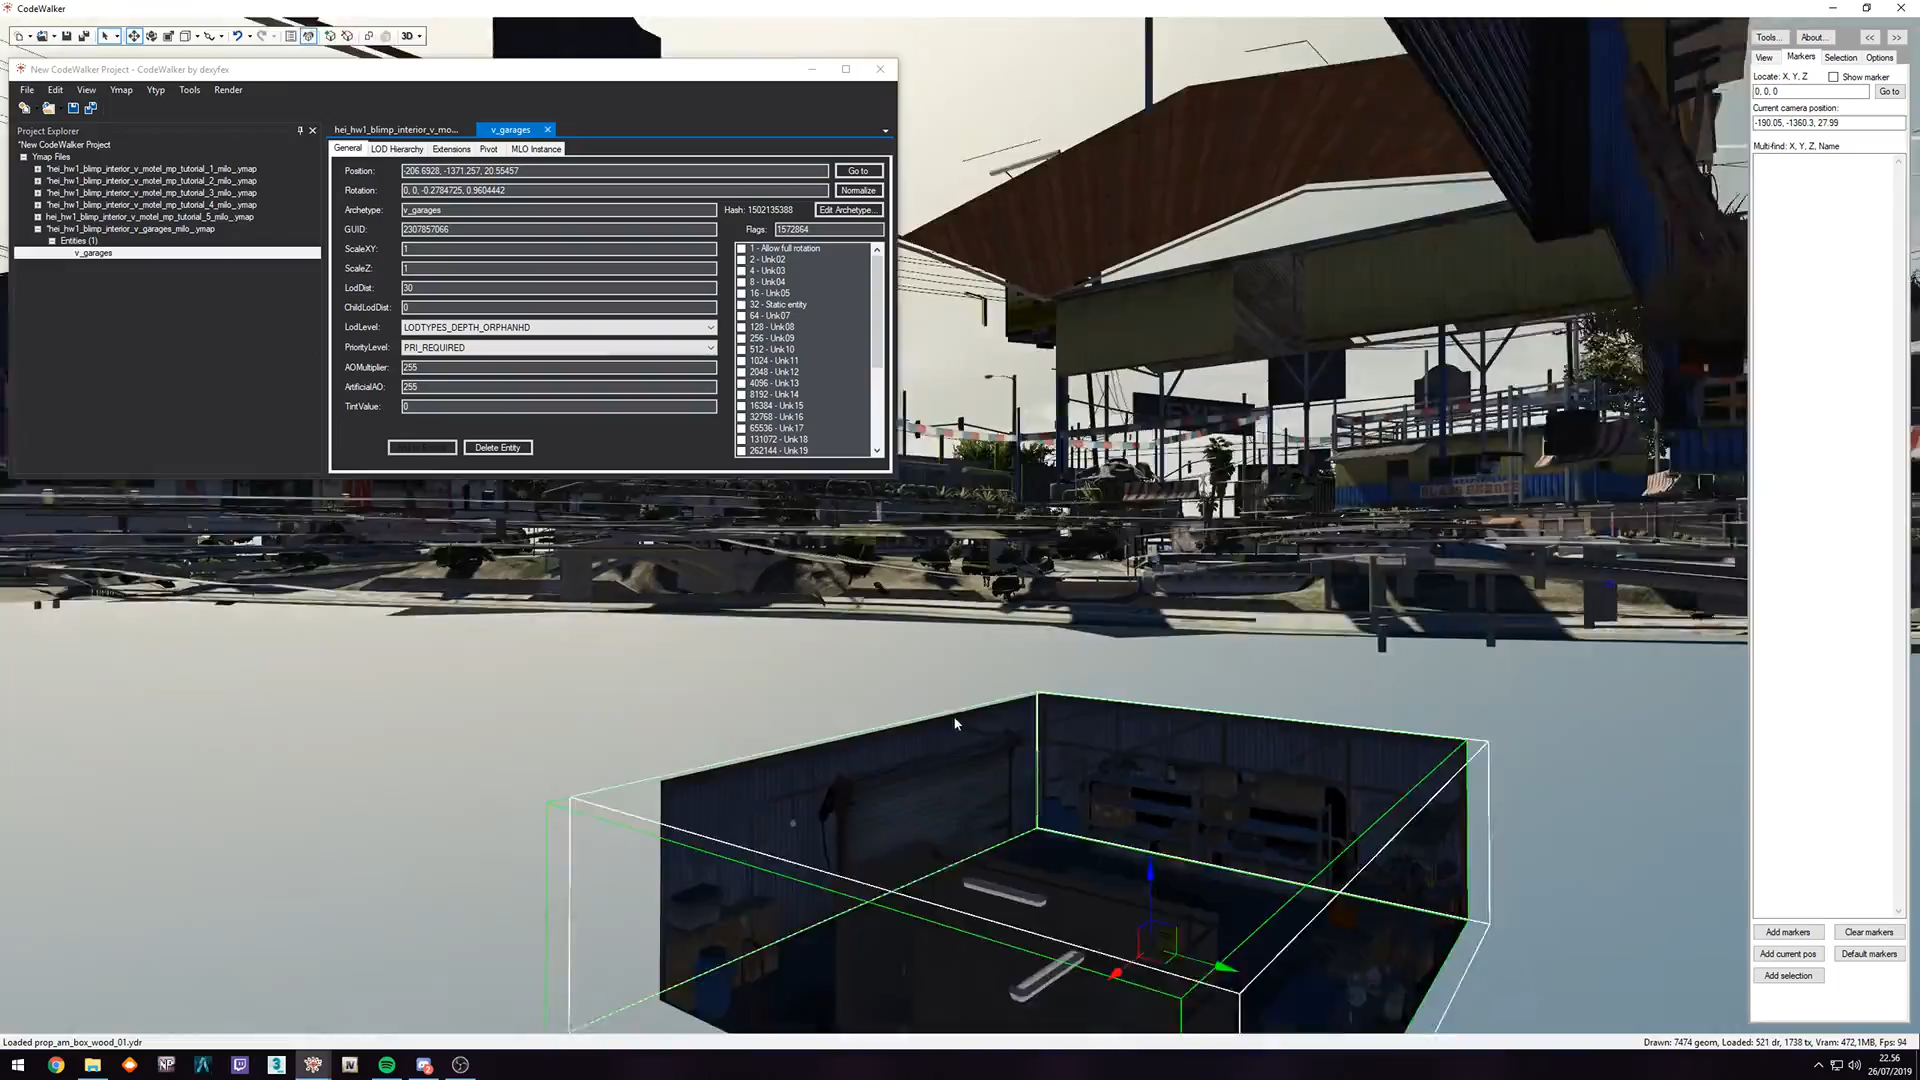 CodeWalker
3D
Tools...
About...
<<
>>
View
Markers
Selection
Options
Locate: X, Y, Z
Show marker
0, 0, 0
Go to
Current camera position:
-190.05, -1360.3, 27.99
Multi-find: X, Y, Z, Name
Add markers
Clear markers
Add current pos
Default markers
Add selection
New CodeWalker Project - CodeWalker by dexyfex
File
Edit
View
Ymap
Ytyp
Tools
Render
Project Explorer
*New CodeWalker Project
Ymap Files
*hei_hw1_blimp_interior_v_motel_mp_tutorial_1_milo_.ymap
*hei_hw1_blimp_interior_v_motel_mp_tutorial_2_milo_.ymap
*hei_hw1_blimp_interior_v_motel_mp_tutorial_3_milo_.ymap
*hei_hw1_blimp_interior_v_motel_mp_tutorial_4_milo_.ymap
hei_hw1_blimp_interior_v_motel_mp_tutorial_5_milo_.ymap
*hei_hw1_blimp_interior_v_garages_milo_.ymap
Entities (1)
v_garages
hei_hw1_blimp_interior_v_mo...
v_garages
General
LOD Hierarchy
Extensions
Pivot
MLO Instance
Position:
-206.6928, -1371.257, 20.55457
Go to
Rotation:
0, 0, -0.2784725, 0.9604442
Normalize
Archetype:
v_garages
Hash: 1502135388
Edit Archetype...
GUID:
2307857066
Flags:
1572864
ScaleXY:
1
ScaleZ:
1
LodDist:
30
ChildLodDist:
0
LodLevel:
LODTYPES_DEPTH_ORPHANHD
PriorityLevel:
PRI_REQUIRED
AOMultiplier:
255
ArtificialAO:
255
TintValue:
0
Delete Entity
1 - Allow full rotation
2 - Unk02
4 - Unk03
8 - Unk04
16 - Unk05
32 - Static entity
64 - Unk07
128 - Unk08
256 - Unk09
512 - Unk10
1024 - Unk11
2048 - Unk12
4096 - Unk13
8192 - Unk14
16384 - Unk15
32768 - Unk16
65536 - Unk17
131072 - Unk18
262144 - Unk19
Loaded prop_am_box_wood_01.ydr
Drawn: 7474 geom, Loaded: 521 dr, 1738 tx, Vram: 472,1MB, Fps: 94
22.56
26/07/2019